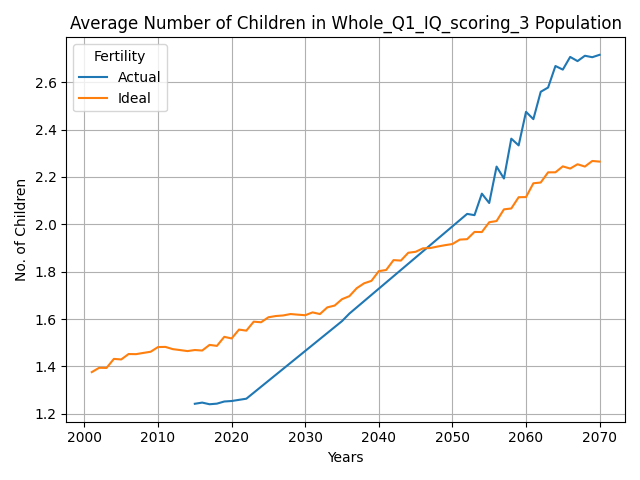 Average Number of Children in Whole_Q1_IQ_scoring_3 Population
Fertility
Actual
Ideal
No. of Children
2.6
2.4
2.2
2.0
1.8
1.6
1.4
1.2
2000 2010 2020 2030 2040 2050 2060 2070
Years